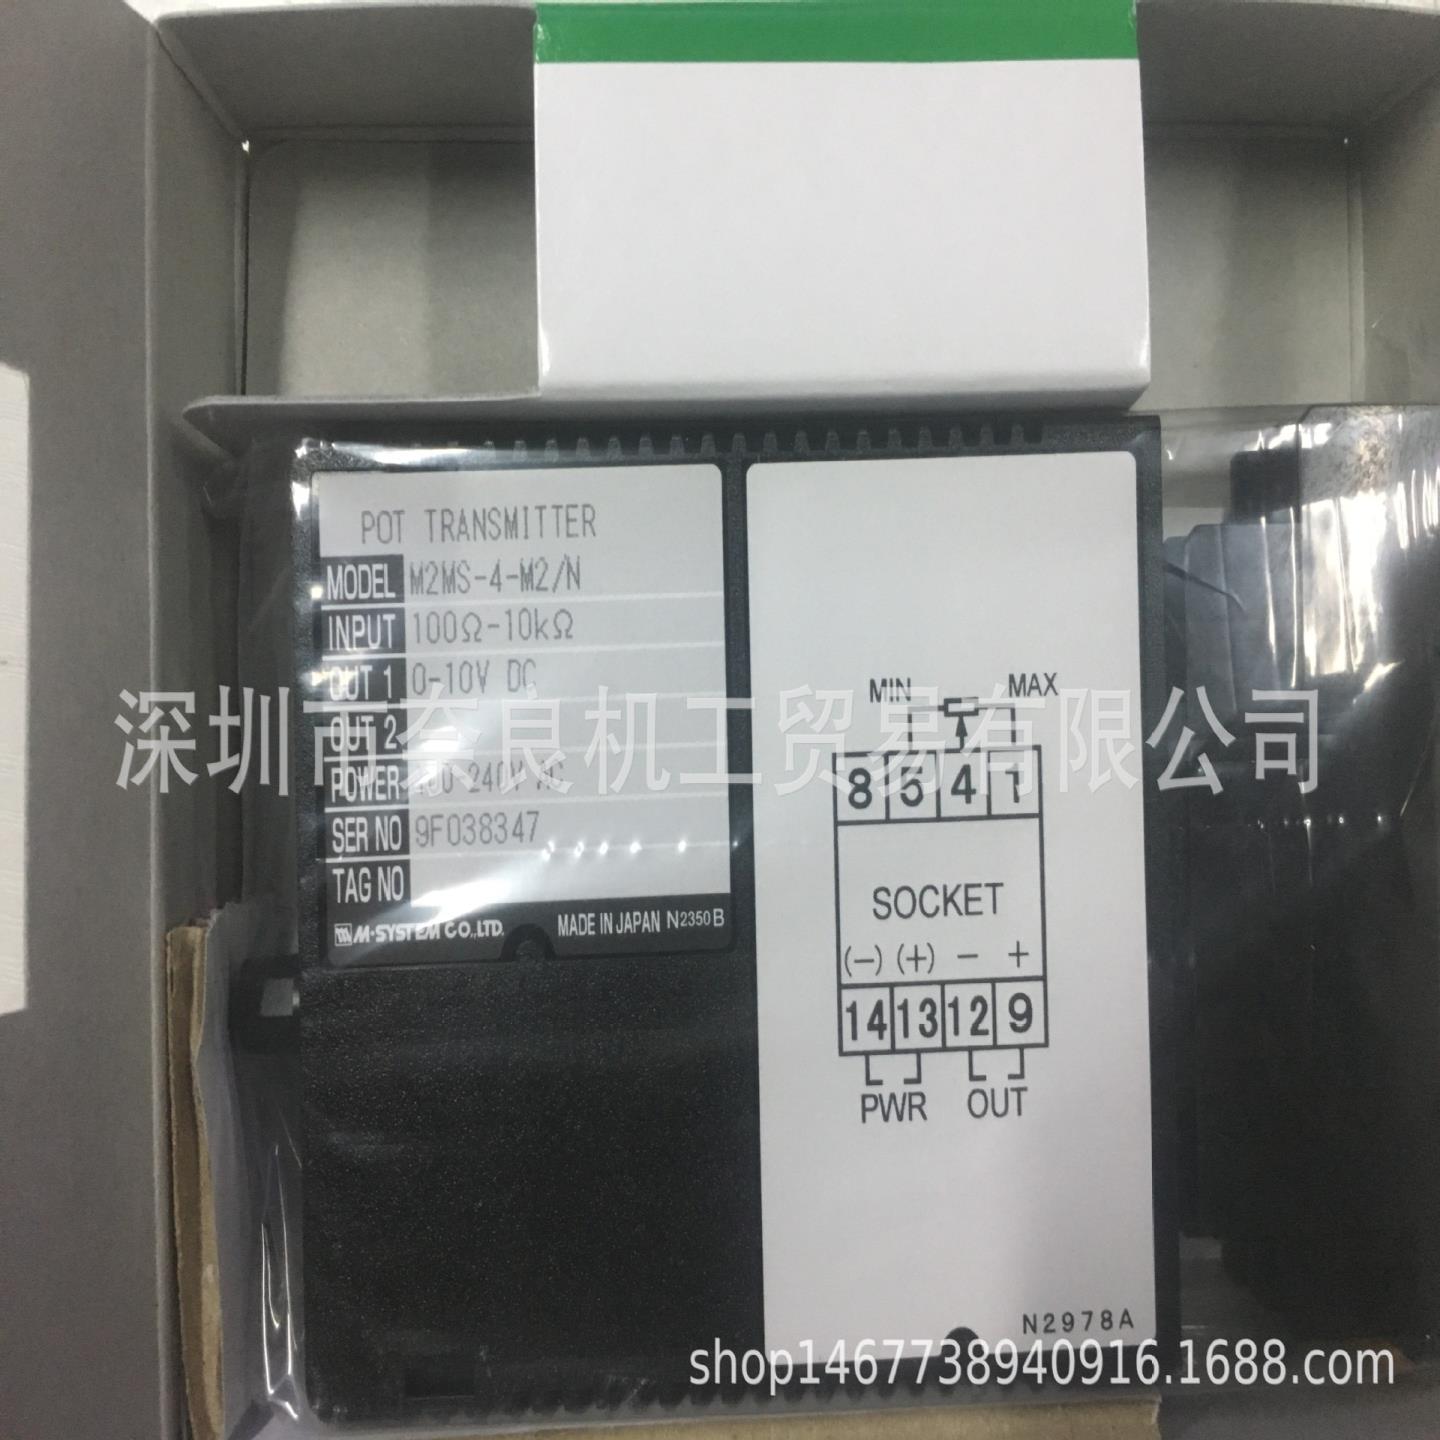 POT TRANSMITTER
MODEL M2MS-4-M2/N
INPUT 100Ω-10kΩ
OUT 1 0-10V DC
OUT 2
POWER 100-240V AC
SER NO 9F038347
TAG NO
M-SYSTEM CO.,LTD. MADE IN JAPAN N2350B
MIN MAX
8 5 4 1
SOCKET
(−) (+) − +
14 13 12 9
PWR OUT
N2978A
深圳市奈良机工贸易有限公司
shop1467738940916.1688.com